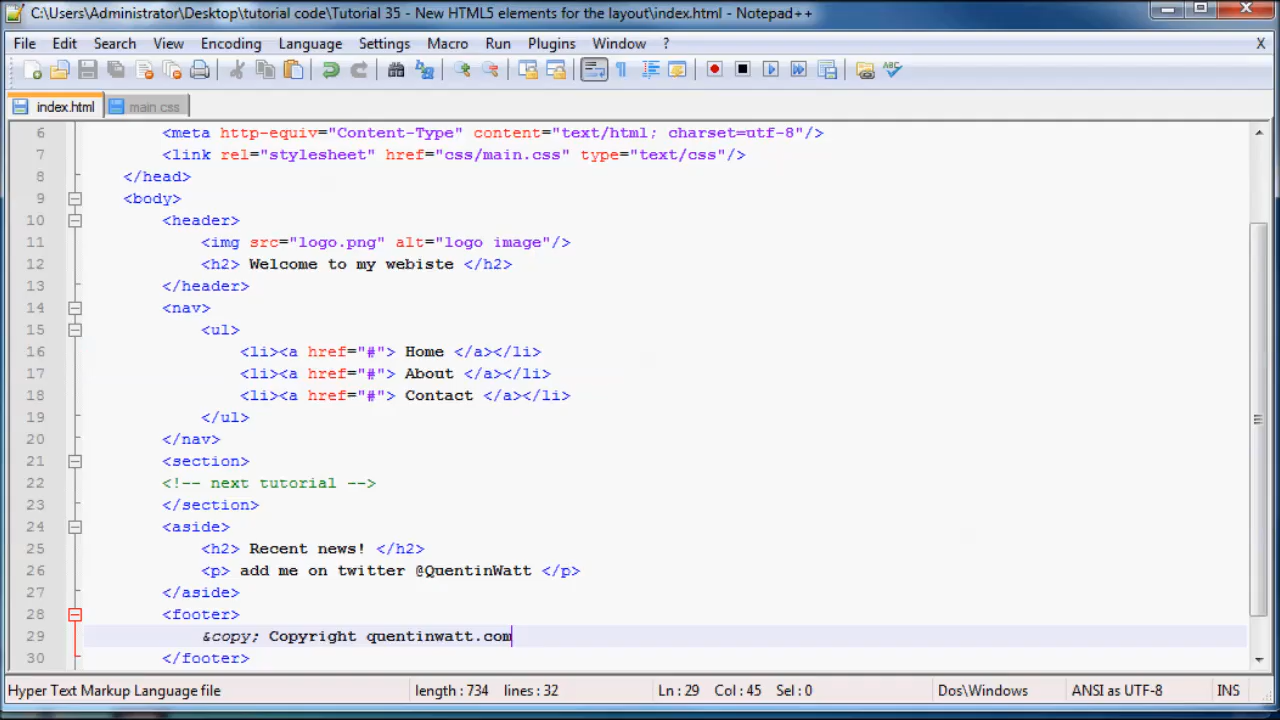 C:\Users\Administrator\Desktop\tutorial code\Tutorial 35 - New HTML5 elements for the layout\index.html - Notepad++
File Edit Search View Encoding Language Settings Macro Run Plugins Window ? X
index.html main.css
6 <meta http-equiv="Content-Type" content="text/html; charset=utf-8"/>
7 <link rel="stylesheet" href="css/main.css" type="text/css"/>
8 </head>
9 <body>
10 <header>
11 <img src="logo.png" alt="logo image"/>
12 <h2> Welcome to my webiste </h2>
13 </header>
14 <nav>
15 <ul>
16 <li><a href="#"> Home </a></li>
17 <li><a href="#"> About </a></li>
18 <li><a href="#"> Contact </a></li>
19 </ul>
20 </nav>
21 <section>
22 <!-- next tutorial -->
23 </section>
24 <aside>
25 <h2> Recent news! </h2>
26 <p> add me on twitter @QuentinWatt </p>
27 </aside>
28 <footer>
29 &copy; Copyright quentinwatt.com
30 </footer>
Hyper Text Markup Language file length : 734 lines : 32 Ln : 29 Col : 45 Sel : 0 Dos\Windows ANSI as UTF-8 INS